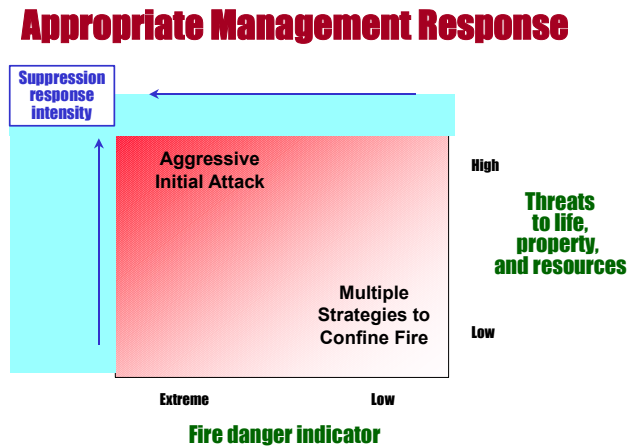 Appropriate Management Response
Suppression
response
intensity
Aggressive
Initial Attack
High
Threats
to life,
property,
and resources
Multiple
Strategies to
Confine Fire
Low
Extreme
Low
Fire danger indicator